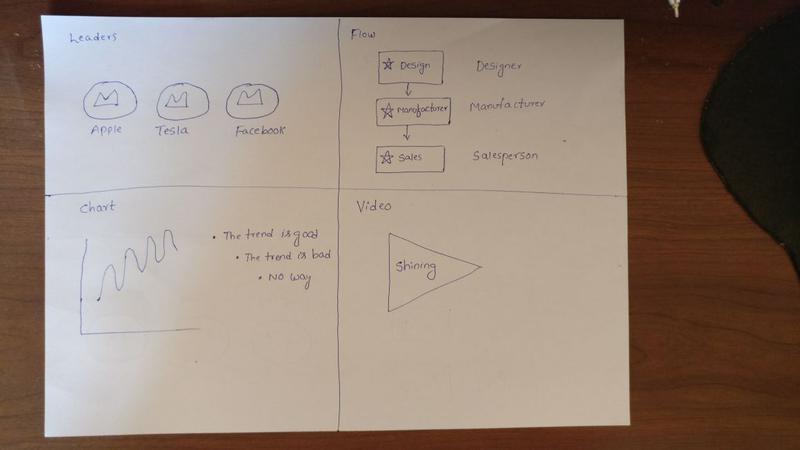 Leaders
Apple Tesla Facebook
Flow
Design Designer
Manufacturer Manufacturer
Sales Salesperson
Chart
• The trend is good
• The trend is bad
• No way
Video
Shining